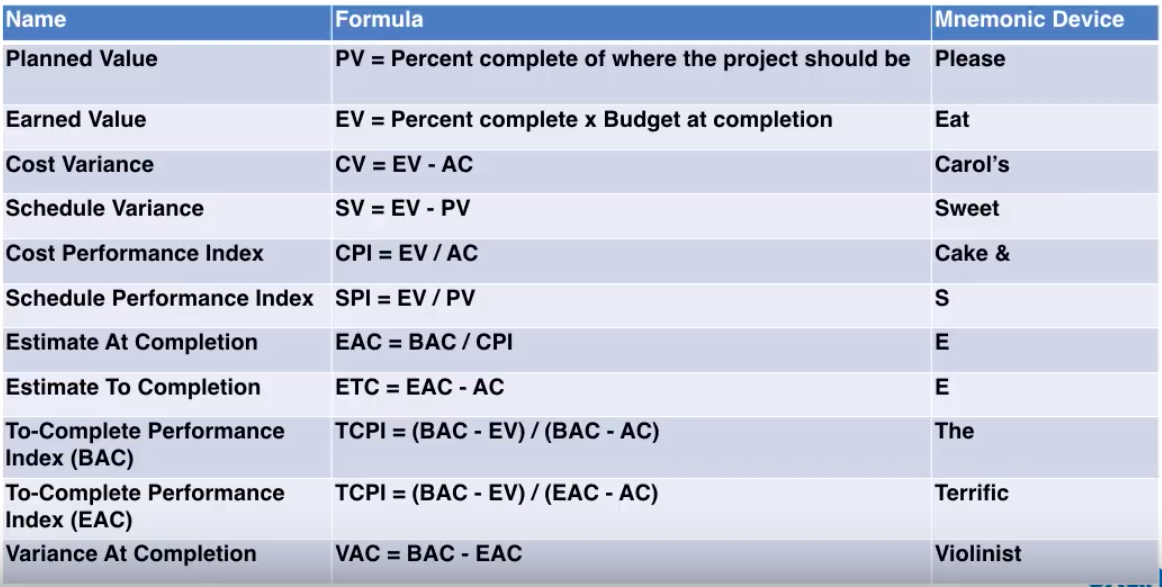 Name Formula Mnemonic Device
Planned Value PV = Percent complete of where the project should be Please
Earned Value EV = Percent complete x Budget at completion Eat
Cost Variance CV = EV - AC Carol's
Schedule Variance SV = EV - PV Sweet
Cost Performance Index CPI = EV / AC Cake &
Schedule Performance Index SPI = EV / PV S
Estimate At Completion EAC = BAC / CPI E
Estimate To Completion ETC = EAC - AC E
To-Complete Performance TCPI = (BAC - EV) / (BAC - AC) The
Index (BAC)
To-Complete Performance TCPI = (BAC - EV) / (EAC - AC) Terrific
Index (EAC)
Variance At Completion VAC = BAC - EAC Violinist